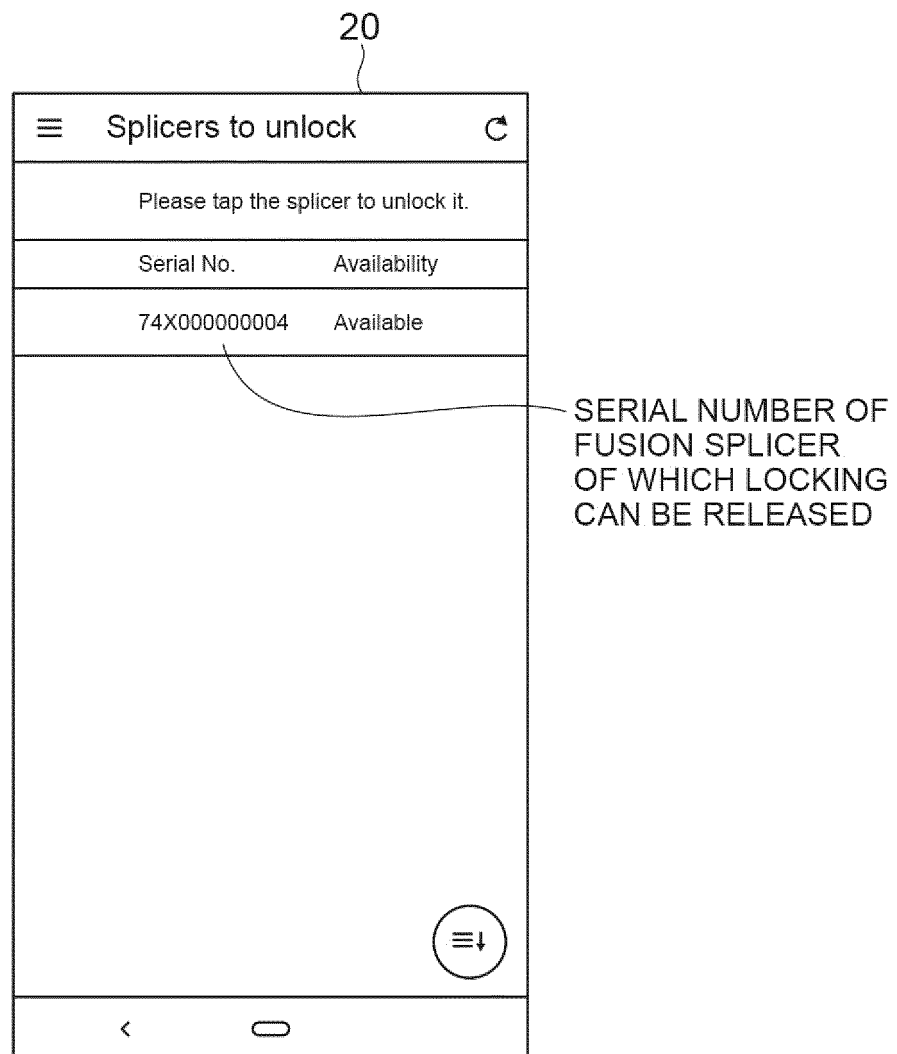 20
Splicers to unlock
Please tap the splicer to unlock it.
Serial No. Availability
74X000000004 Available
SERIAL NUMBER OF
FUSION SPLICER
OF WHICH LOCKING
CAN BE RELEASED